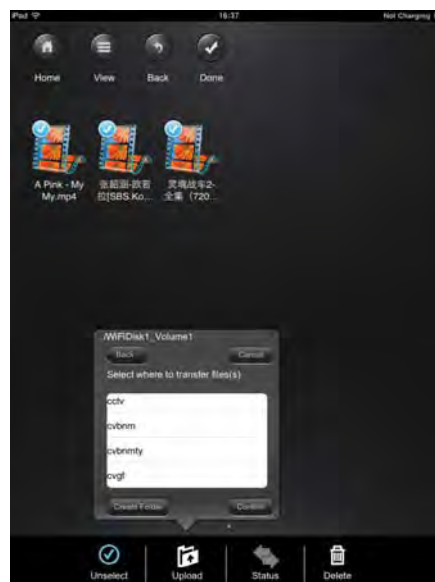 iPad
16:37
Not Charging
Home
View
Back
Done
A Pink - My
My.mp4
张韶涵-欧若
拉[SBS Ko...
灵魂战车2-
全集（720...
/WiFiDisk1_Volume1
Back
Cancel
Select where to transfer files(s)
cctv
cvbnm
cvbnmty
cvgf
Create Folder
Confirm
Unselect
Upload
Status
Delete